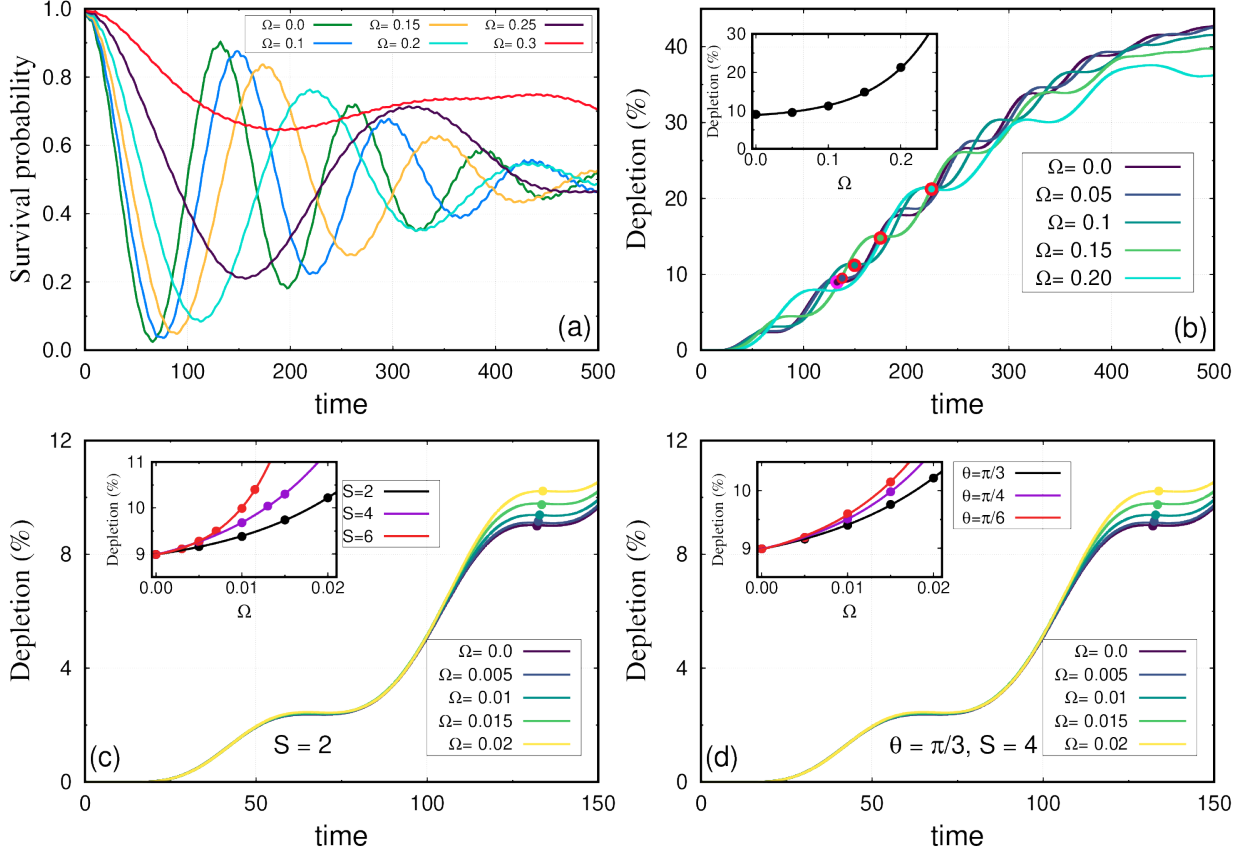 Survival probability
1.0
0.8
0.6
0.4
0.2
0.0
Ω= 0.0 Ω= 0.15 Ω= 0.25
Ω= 0.1 Ω= 0.2 Ω= 0.3
(a)
0 100 200 300 400 500
time
Depletion (%)
40
30
20
10
0
Depletion (%)
30
20
10
0
0.0 0.1 0.2
Ω
Ω= 0.0
Ω= 0.05
Ω= 0.1
Ω= 0.15
Ω= 0.20
(b)
0 100 200 300 400 500
time
Depletion (%)
12
8
4
0
Depletion (%)
11
10
9
0.00 0.01 0.02
Ω
S=2
S=4
S=6
Ω= 0.0
Ω= 0.005
Ω= 0.01
Ω= 0.015
Ω= 0.02
(c)
S = 2
0 50 100 150
time
Depletion (%)
12
8
4
0
Depletion (%)
10
9
0.00 0.01 0.02
Ω
θ=π/3
θ=π/4
θ=π/6
Ω= 0.0
Ω= 0.005
Ω= 0.01
Ω= 0.015
Ω= 0.02
(d)
θ = π/3, S = 4
0 50 100 150
time